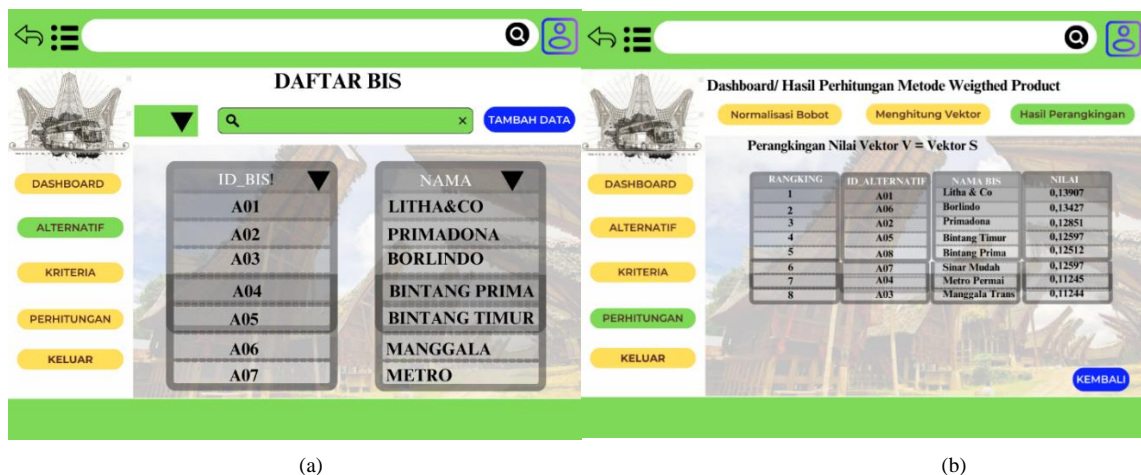 DAFTAR BIS
TAMBAH DATA
DASHBOARD
ALTERNATIF
KRITERIA
PERHITUNGAN
KELUAR
ID_BIS! NAMA
A01 LITHA&CO
A02 PRIMADONA
A03 BORLINDO
A04 BINTANG PRIMA
A05 BINTANG TIMUR
A06 MANGGALA
A07 METRO
(a)
Dashboard/ Hasil Perhitungan Metode Weigthed Product
Normalisasi Bobot Menghitung Vektor Hasil Perangkingan
Perangkingan Nilai Vektor V = Vektor S
DASHBOARD
ALTERNATIF
KRITERIA
PERHITUNGAN
KELUAR
RANGKING ID_ALTERNATIF NAMA BIS NILAI
1 A01 Litha & Co 0,13907
2 A06 Borlindo 0,13427
3 A02 Primadona 0,12851
4 A05 Bintang Timur 0,12597
5 A08 Bintang Prima 0,12512
6 A07 Sinar Mudah 0,12597
7 A04 Metro Permai 0,11245
8 A03 Manggala Trans 0,11244
KEMBALI
(b)